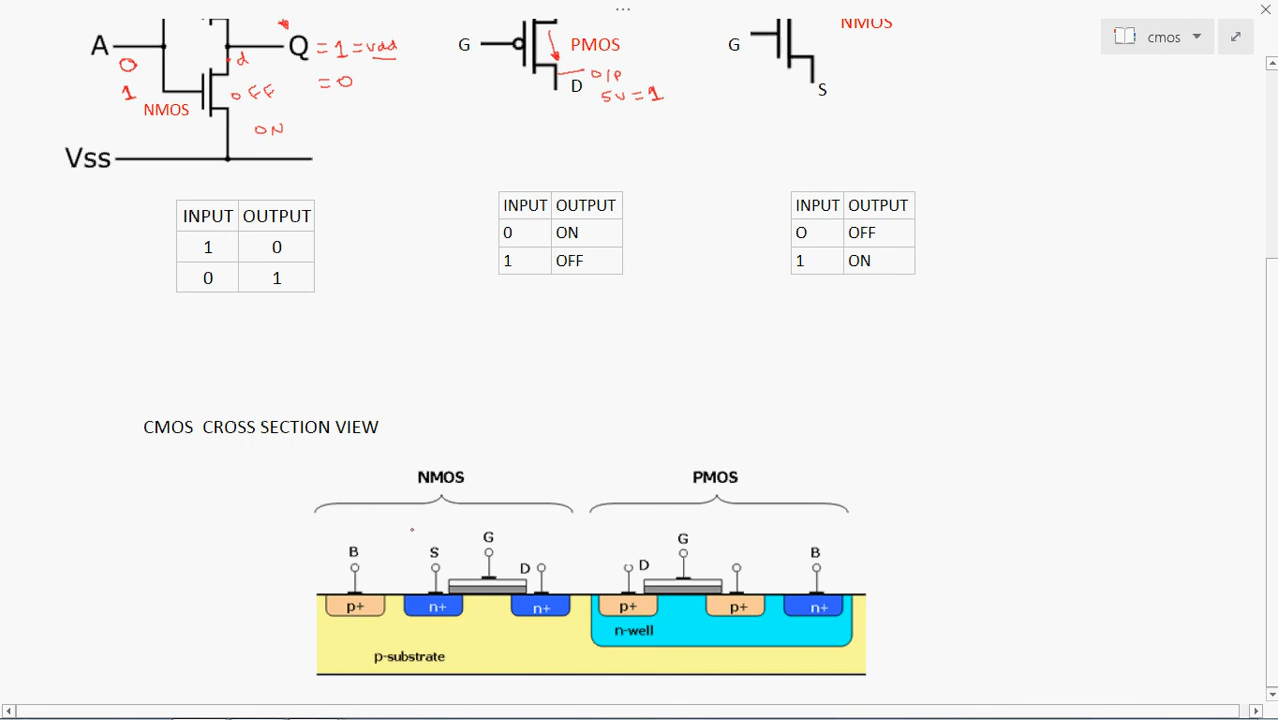 A
0
1
NMOS
d
OFF
ON
Q = 1 = Vdd
= 0
Vss
G
PMOS
O/P
5V = 1
D
NMOS
G
S
cmos
INPUT OUTPUT
1 0
0 1
INPUT OUTPUT
0 ON
1 OFF
INPUT OUTPUT
O OFF
1 ON
CMOS CROSS SECTION VIEW
NMOS PMOS
B S G D D G B
p+ n+ n+ p+ p+ n+
n-well
p-substrate